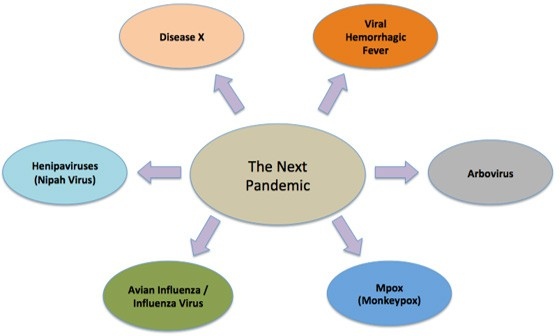 Disease X
Viral
Hemorrhagic
Fever
Henipaviruses
(Nipah Virus)
The Next
Pandemic
Arbovirus
Avian Influenza /
Influenza Virus
Mpox
(Monkeypox)